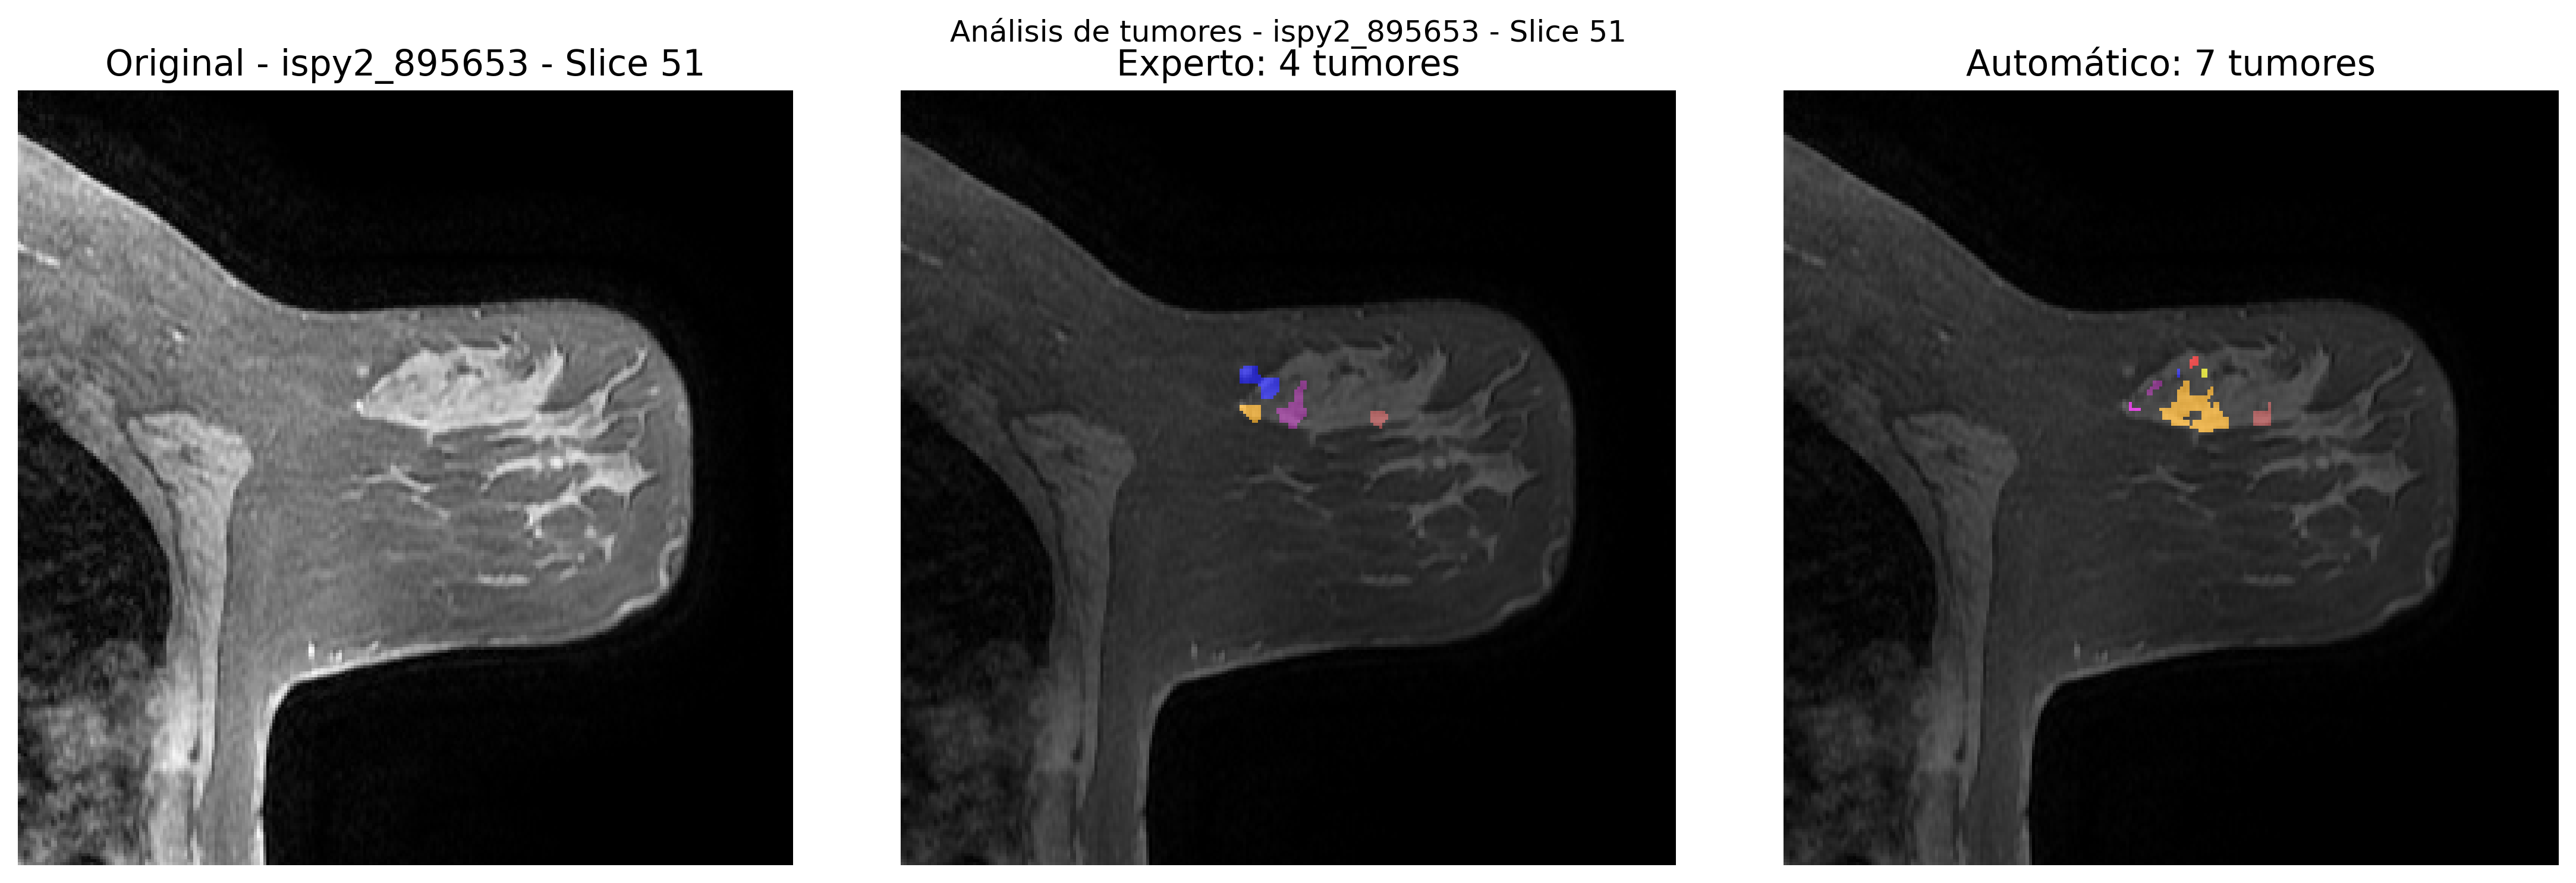 Análisis de tumores - ispy2_895653 - Slice 51
Original - ispy2_895653 - Slice 51
Experto: 4 tumores
Automático: 7 tumores